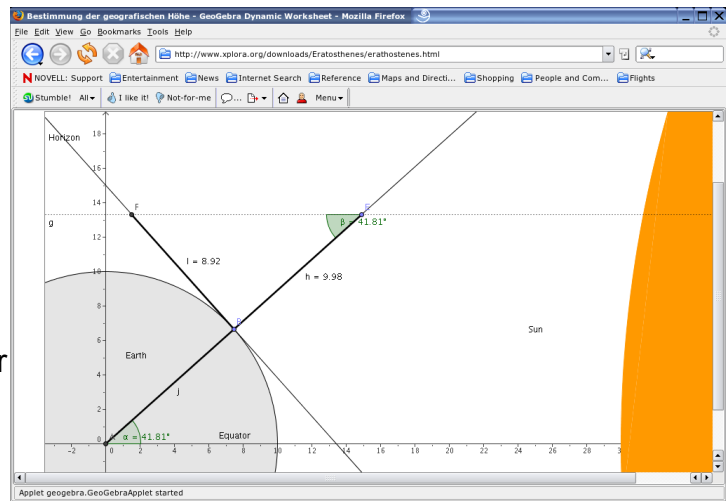 Bestimmung der geografischen Höhe - GeoGebra Dynamic Worksheet - Mozilla Firefox
File Edit View Go Bookmarks Tools Help
http://www.xplora.org/downloads/Eratosthenes/erathostenes.html
NOVELL: Support Entertainment News Internet Search Reference Maps and Directi... Shopping People and Com... Flights
Stumble! All I like it! Not-for-me Menu
Horizon
18
16
F
E
g
β = 41.81°
12
l = 8.92
10
h = 9.98
8
B
Sun
6
Earth
r
4
j
2
A α = 41.81° Equator
0
-2 0 2 4 6 8 10 12 14 16 18 20 22 24 26 28 3
Applet geogebra.GeoGebraApplet started